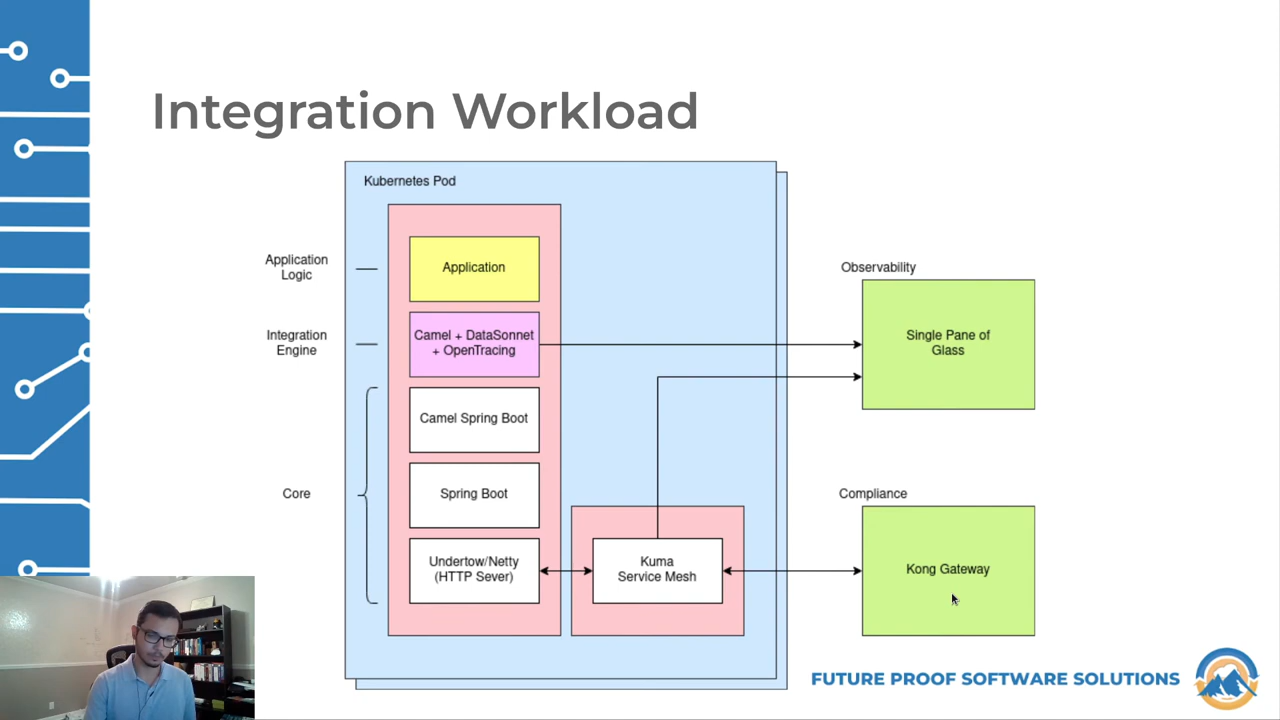 Integration Workload
Kubernetes Pod
Application
Logic
Application
Observability
Integration
Engine
Camel + DataSonnet
+ OpenTracing
Single Pane of
Glass
Camel Spring Boot
Core
Spring Boot
Compliance
Undertow/Netty
(HTTP Sever)
Kuma
Service Mesh
Kong Gateway
FUTURE PROOF SOFTWARE SOLUTIONS